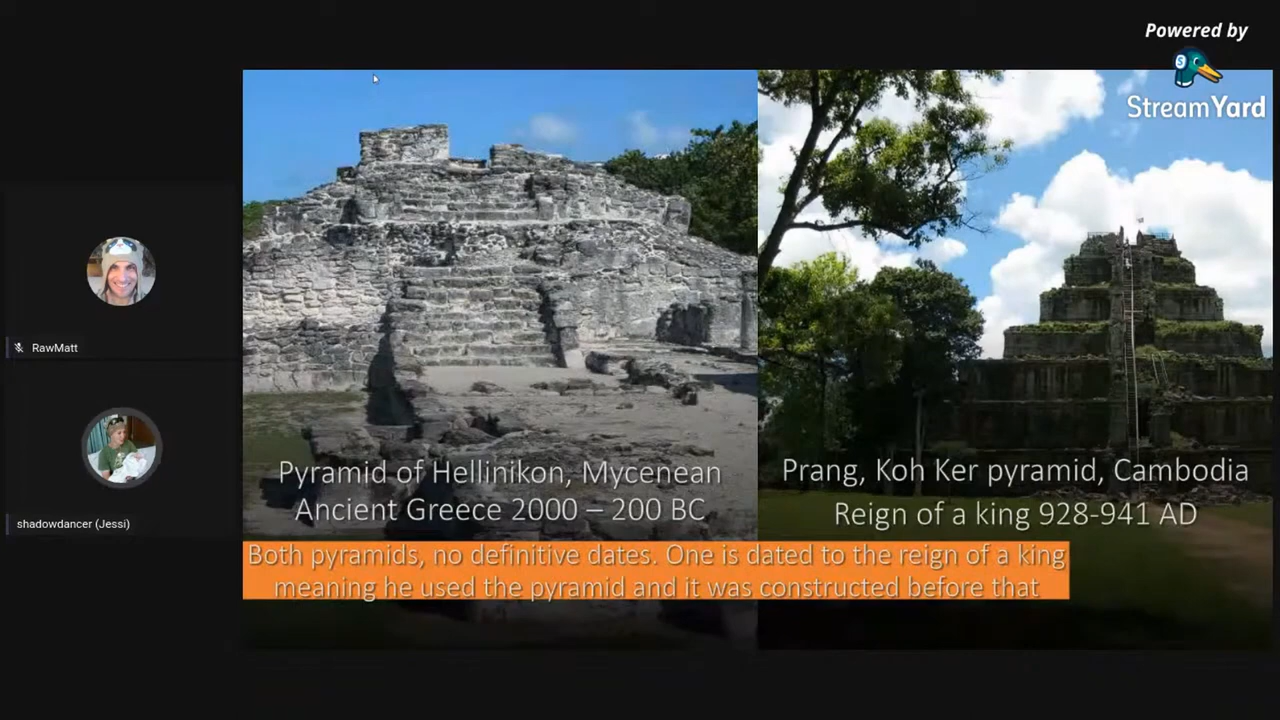 Powered by
StreamYard
RawMatt
shadowdancer (Jessi)
Pyramid of Hellinikon, Mycenean
Ancient Greece 2000 – 200 BC
Prang, Koh Ker pyramid, Cambodia
Reign of a king 928-941 AD
Both pyramids, no definitive dates. One is dated to the reign of a king
meaning he used the pyramid and it was constructed before that